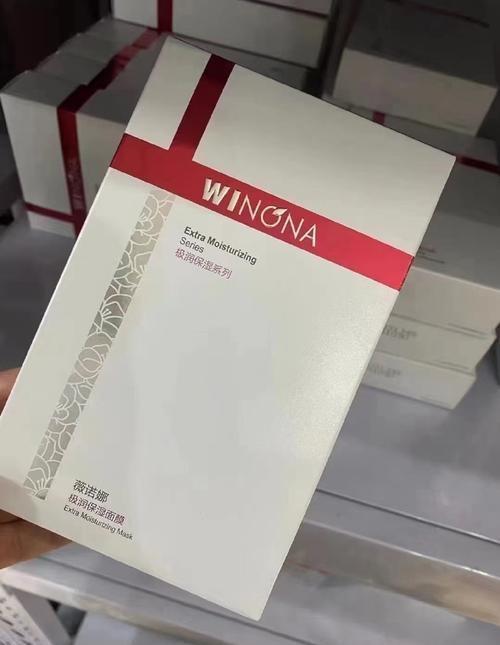 WINONA
Extra Moisturizing
Series
极润保湿系列
薇诺娜
极润保湿面膜
Extra Moisturizing Mask